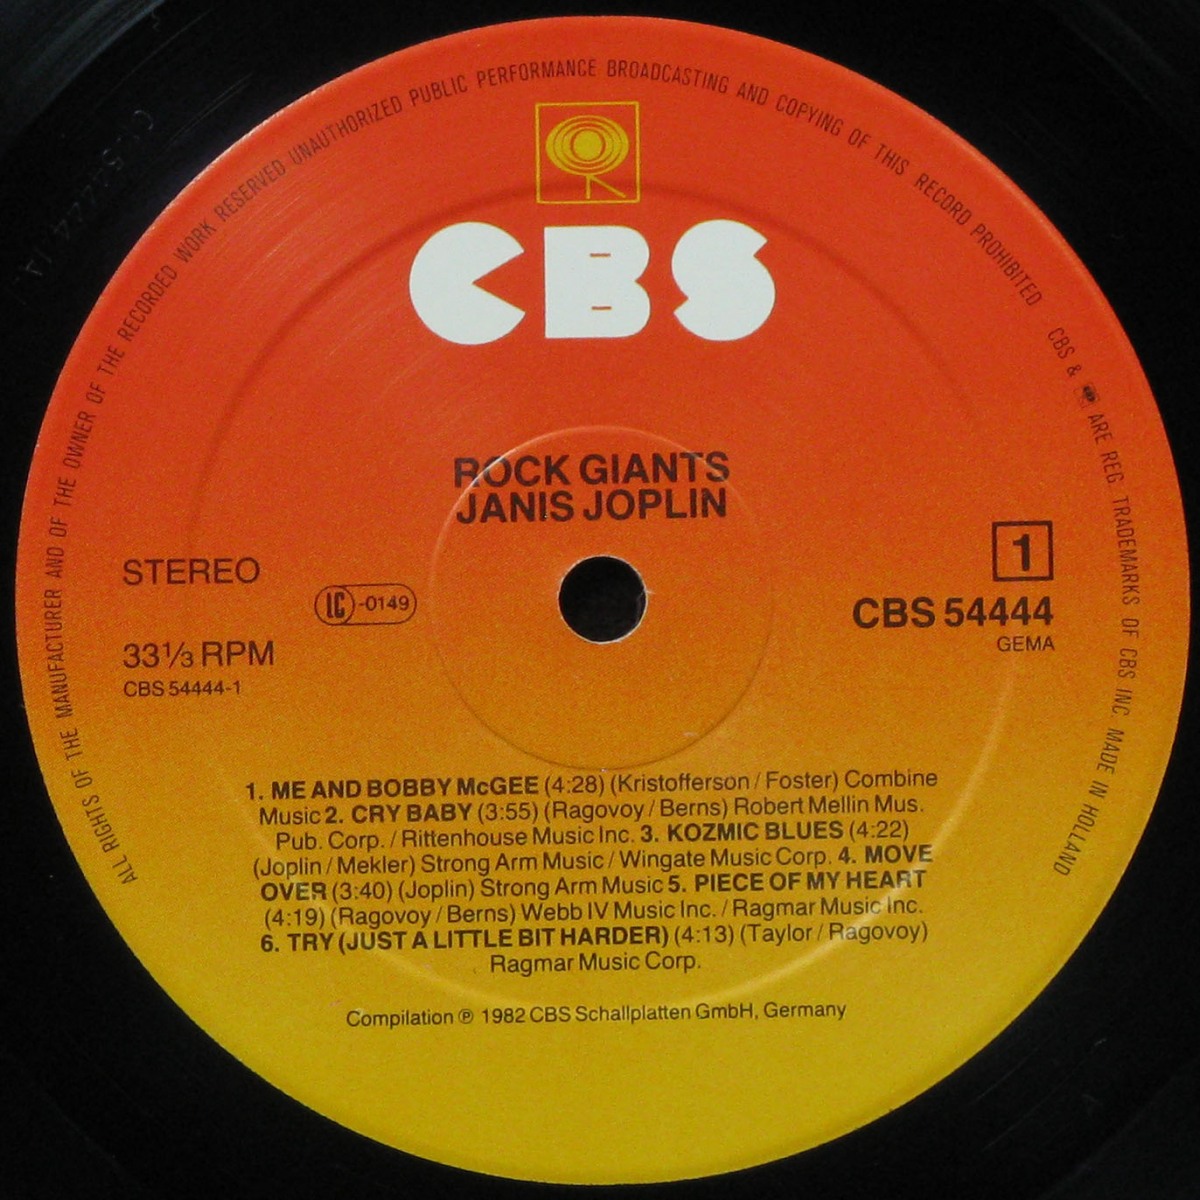 ALL RIGHTS OF THE MANUFACTURER AND OF THE OWNER OF THE RECORDED WORK RESERVED UNAUTHORIZED PUBLIC PERFORMANCE BROADCASTING AND COPYING OF THIS RECORD PROHIBITED CBS & ARE REG TRADEMARKS OF CBS INC. MADE IN HOLLAND
CBS
ROCK GIANTS
JANIS JOPLIN
STEREO
LC-0149
33⅓ RPM
CBS 54444-1
1
CBS 54444
GEMA
1. ME AND BOBBY McGEE (4:28) (Kristofferson / Foster) Combine
Music 2. CRY BABY (3:55) (Ragovoy / Berns) Robert Mellin Mus.
Pub. Corp. / Rittenhouse Music Inc. 3. KOZMIC BLUES (4:22)
(Joplin / Mekler) Strong Arm Music / Wingate Music Corp. 4. MOVE
OVER (3:40) (Joplin) Strong Arm Music 5. PIECE OF MY HEART
(4:19) (Ragovoy / Berns) Webb IV Music Inc. / Ragmar Music Inc.
6. TRY (JUST A LITTLE BIT HARDER) (4:13) (Taylor / Ragovoy)
Ragmar Music Corp.
Compilation ℗ 1982 CBS Schallplatten GmbH, Germany